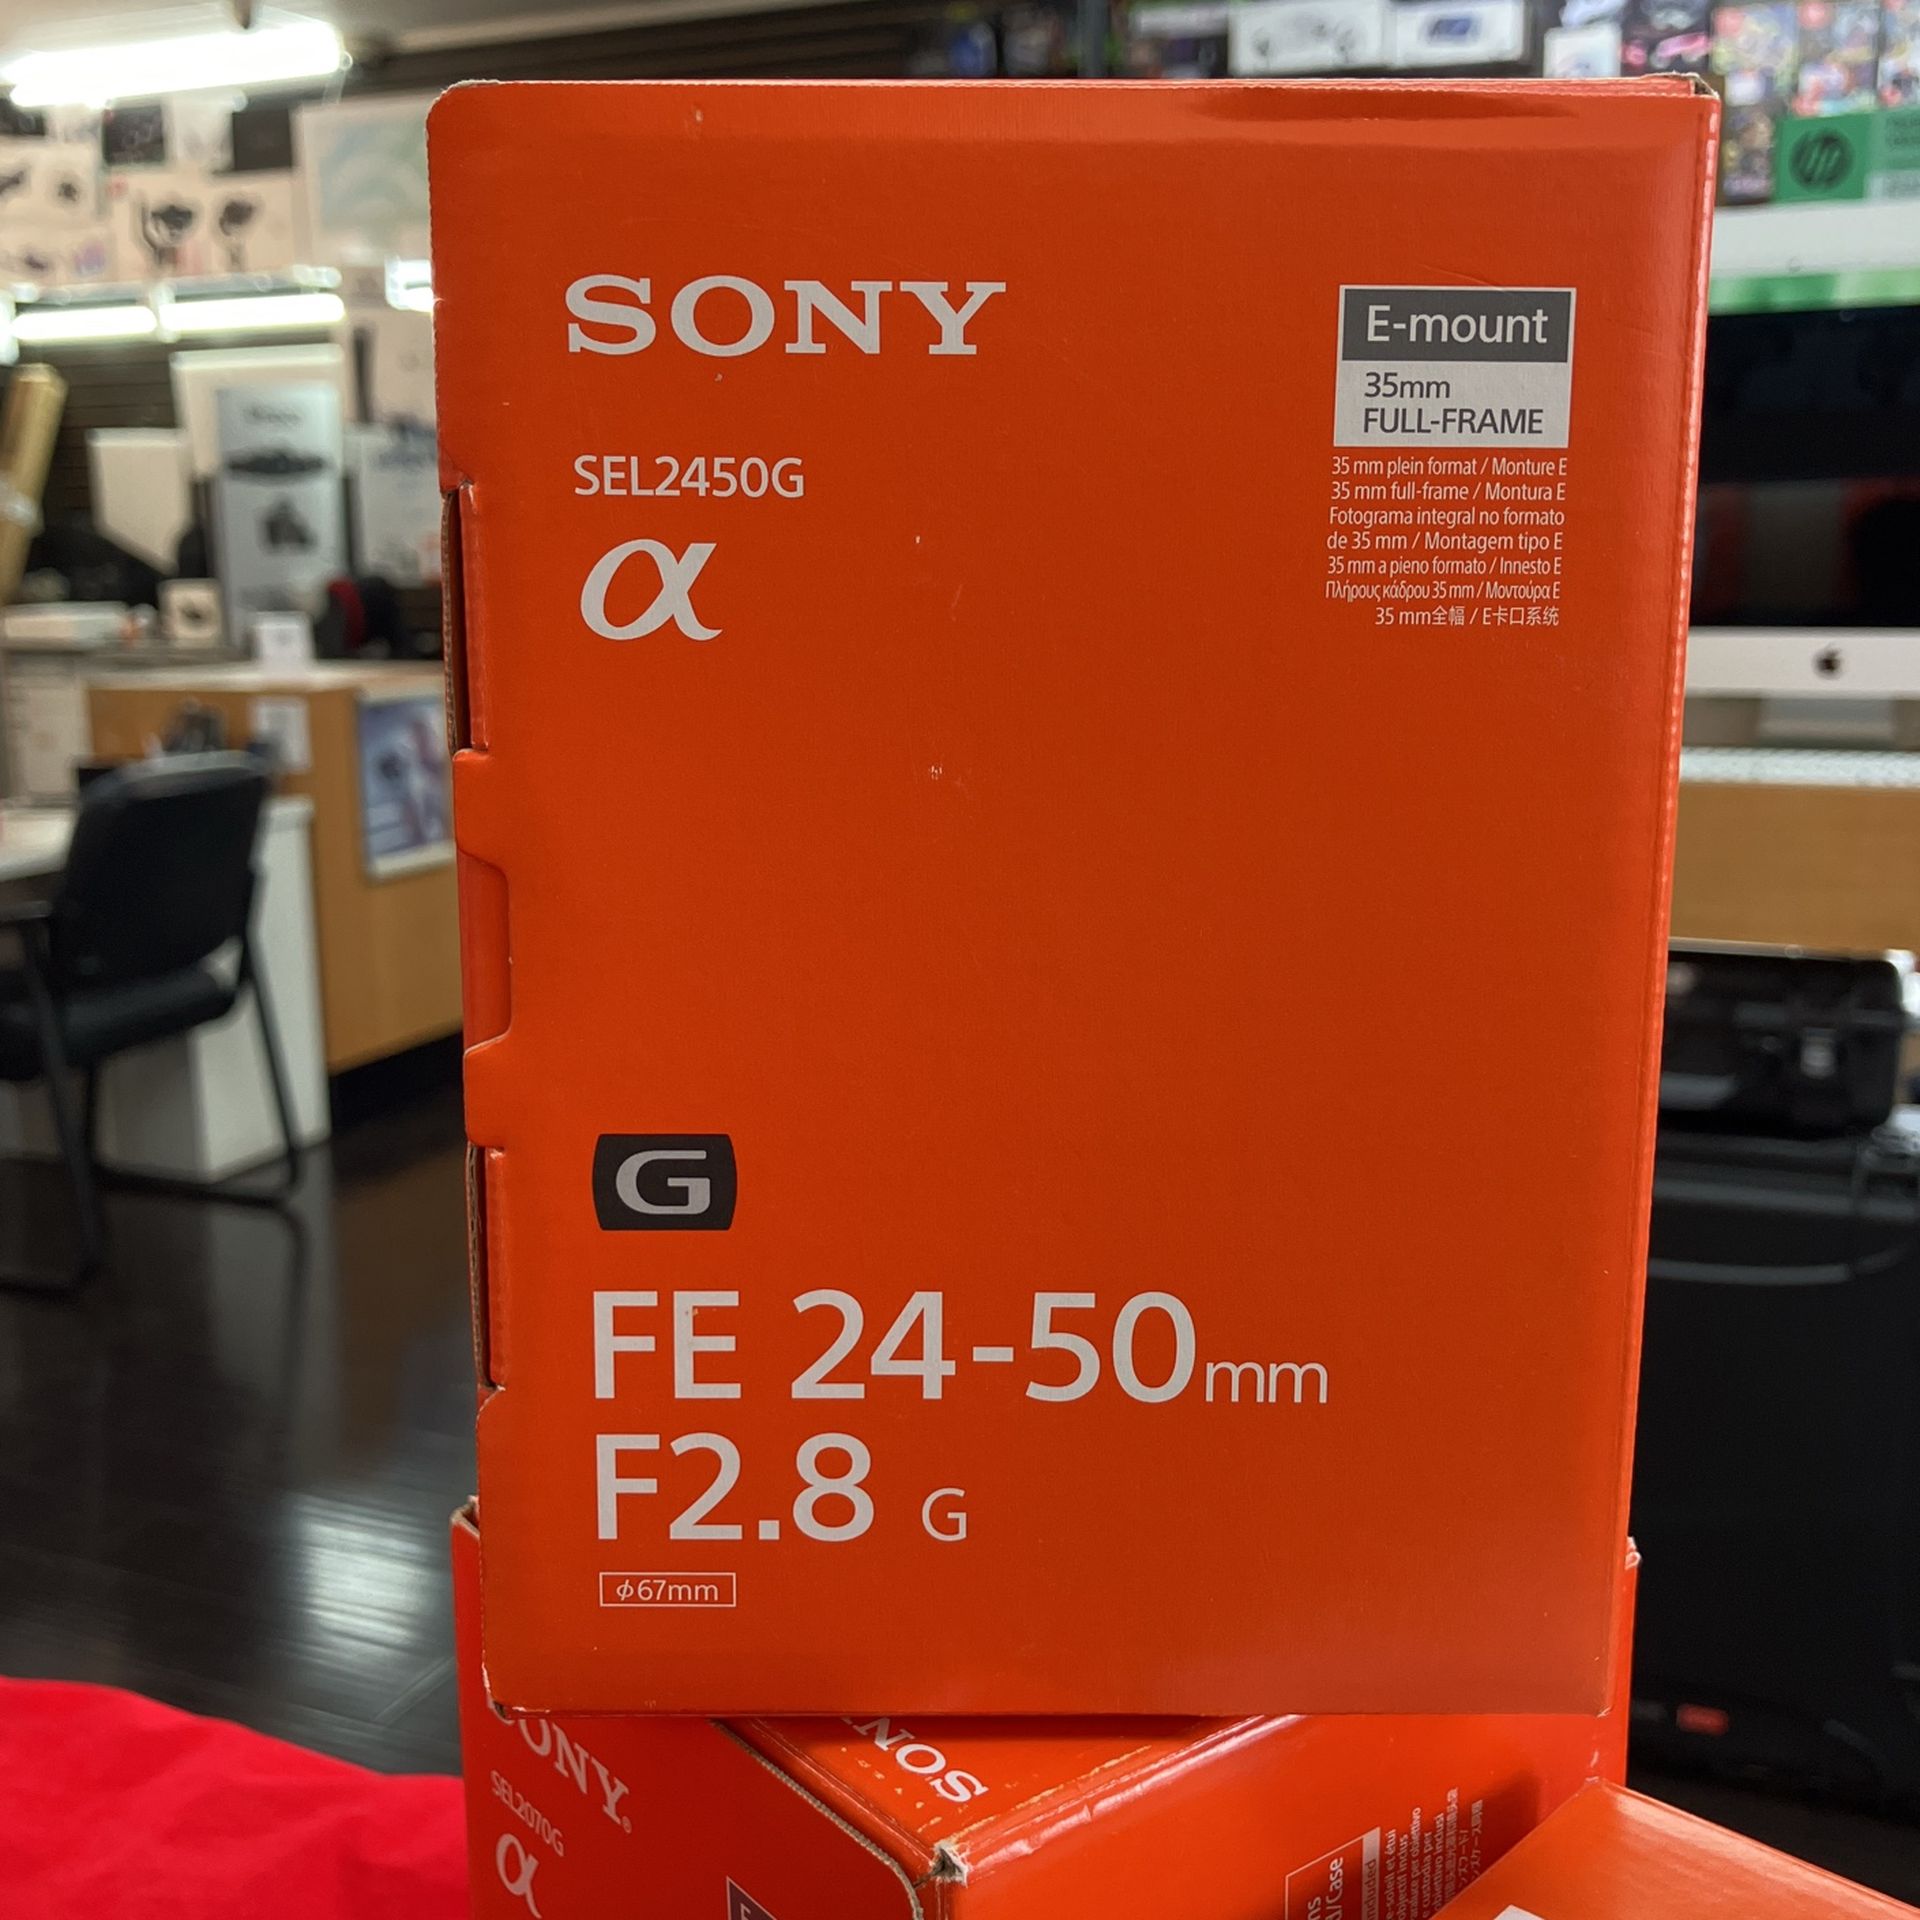 SONY
E-mount
35mm
FULL-FRAME
35 mm plein format / Monture E
35 mm full-frame / Montura E
Fotograma integral no formato
de 35 mm / Montagem tipo E
35 mm a pieno formato / Innesto E
Πλήρους κάδρου 35 mm / Μοντούρα E
35 mm全幅 / E卡口系统
SEL2450G
α
G
FE 24-50mm
F2.8 G
ϕ67mm
SONY
SEL2070G
α
SONY
hp